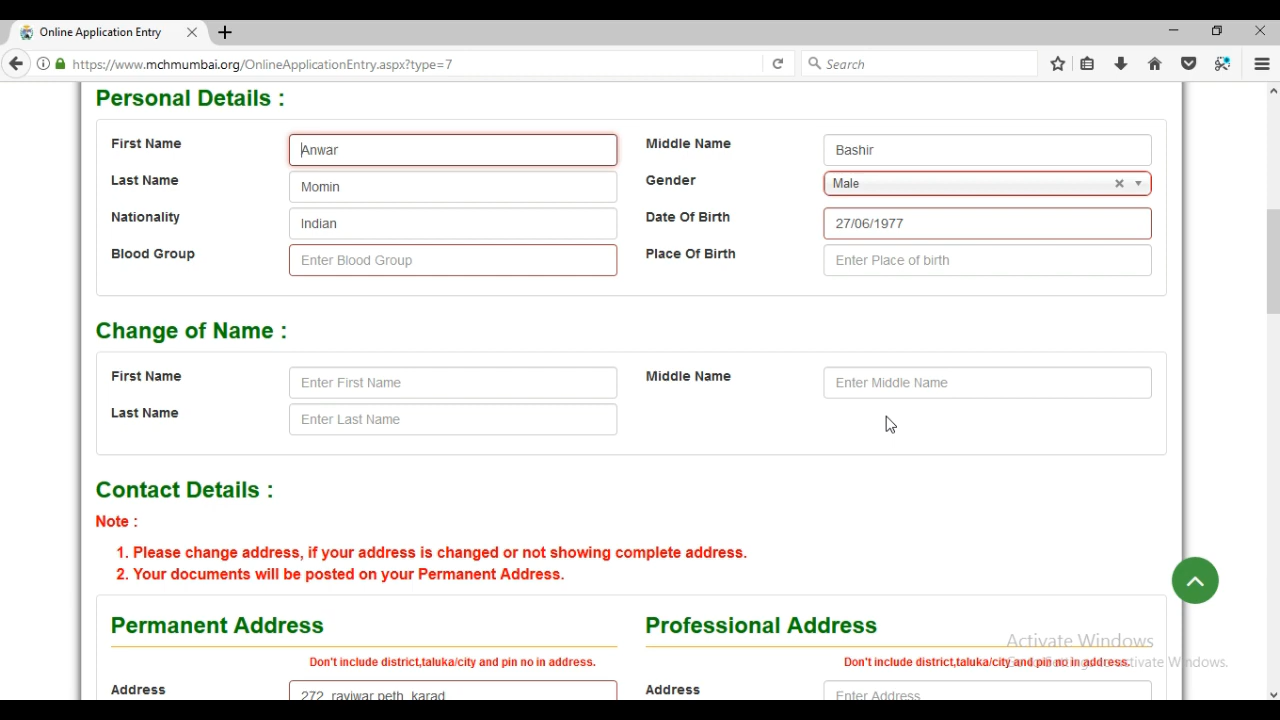 Online Application Entry
https://www.mchmumbai.org/OnlineApplicationEntry.aspx?type=7
Search
Personal Details :
First Name Anwar Middle Name Bashir
Last Name Momin Gender Male
Nationality Indian Date Of Birth 27/06/1977
Blood Group Enter Blood Group Place Of Birth Enter Place of birth
Change of Name :
First Name Enter First Name Middle Name Enter Middle Name
Last Name Enter Last Name
Contact Details :
Note :
1. Please change address, if your address is changed or not showing complete address.
2. Your documents will be posted on your Permanent Address.
Permanent Address Professional Address
Activate Windows
Don't include district,taluka/city and pin no in address. Don't include district,taluka/city and pin no in address.
Address 272 raviwar peth karad Address Enter Address